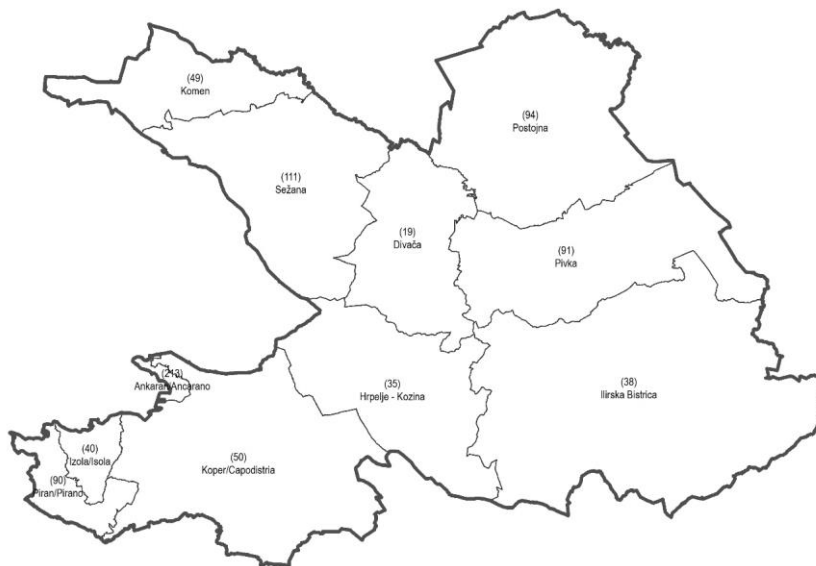 (49)
Komen
(94)
Postojna
(111)
Sežana
(19)
Divača
(91)
Pivka
(213)
Ankaran/Ancarano
(35)
Hrpelje - Kozina
(38)
Ilirska Bistrica
(40)
Izola/Isola
(50)
Koper/Capodistria
(90)
Piran/Pirano